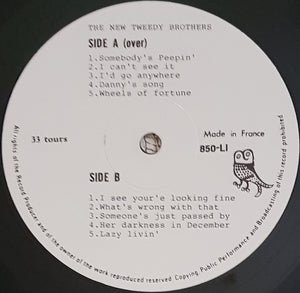 THE NEW TWEEDY BROTHERS
SIDE A (over)
1.Somebody's Peepin'
2.I can't see it
3.I'd go anywhere
4.Danny's song
5.Wheels of fortune
33 tours
Made in France
850-LI
SIDE B
1.I see your'e looking fine
2.What's wrong with that
3.Someone's just passed by
4.Her darkness in December
5.Lazy livin'
All rights of the Record Producer and of the owner of the work reproduced reserved Copying Public Performance and Broadcasting of this record prohibited